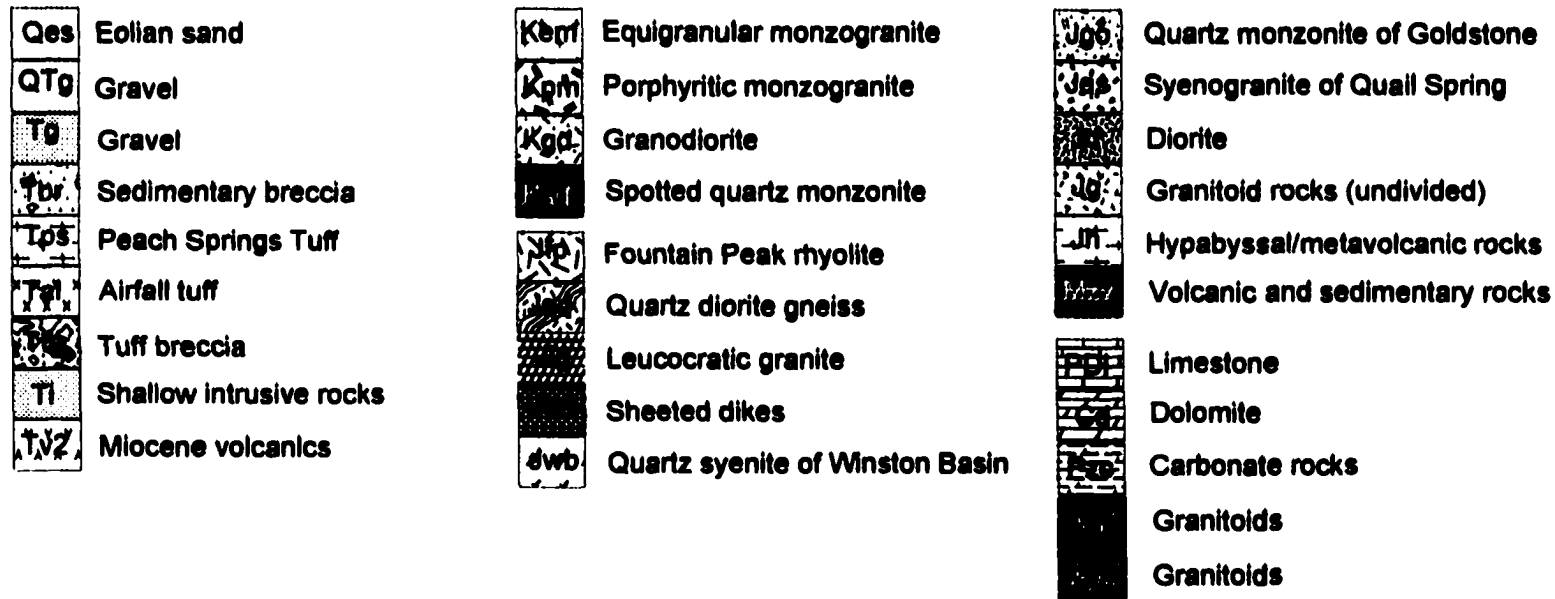 Qes Eolian sand
QTg Gravel
Tg Gravel
Tbr Sedimentary breccia
Tps Peach Springs Tuff
Airfall tuff
Tuff breccia
Shallow intrusive rocks
Tv2 Miocene volcanics
Kem Equigranular monzogranite
Kpm Porphyritic monzogranite
Kgd Granodiorite
Spotted quartz monzonite
Jfp Fountain Peak rhyolite
Quartz diorite gneiss
Leucocratic granite
Sheeted dikes
Jwb Quartz syenite of Winston Basin
Jgo Quartz monzonite of Goldstone
Jqs Syenogranite of Quail Spring
Diorite
Jg Granitoid rocks (undivided)
Hypabyssal/metavolcanic rocks
Mzv Volcanic and sedimentary rocks
Limestone
Dolomite
Carbonate rocks
Granitoids
Granitoids